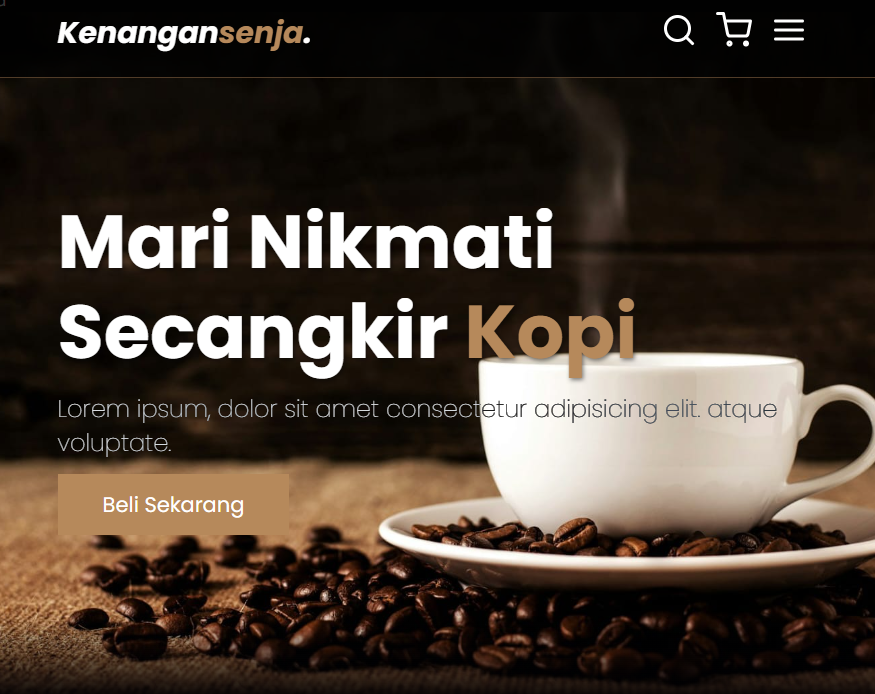 Kenangansenja.
Mari Nikmati
Secangkir Kopi
Lorem ipsum, dolor sit amet consectetur adipisicing elit. atque
voluptate.
Beli Sekarang